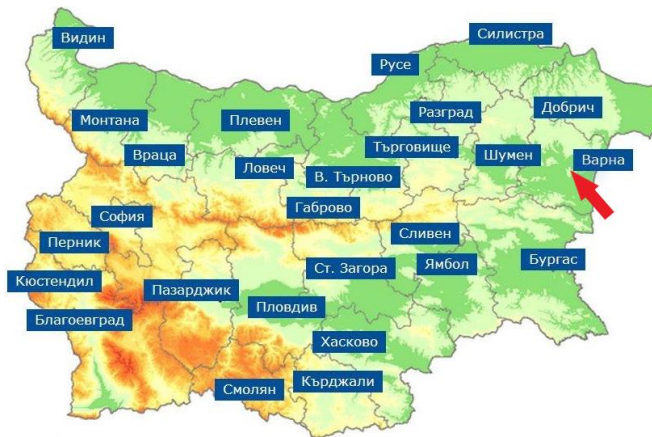 Видин
Силистра
Русе
Разград
Добрич
Монтана
Плевен
Търговище
Шумен
Варна
Враца
Ловеч
В. Търново
Габрово
София
Перник
Сливен
Кюстендил
Пазарджик
Ст. Загора
Ямбол
Бургас
Пловдив
Благоевград
Хасково
Смолян
Кърджали